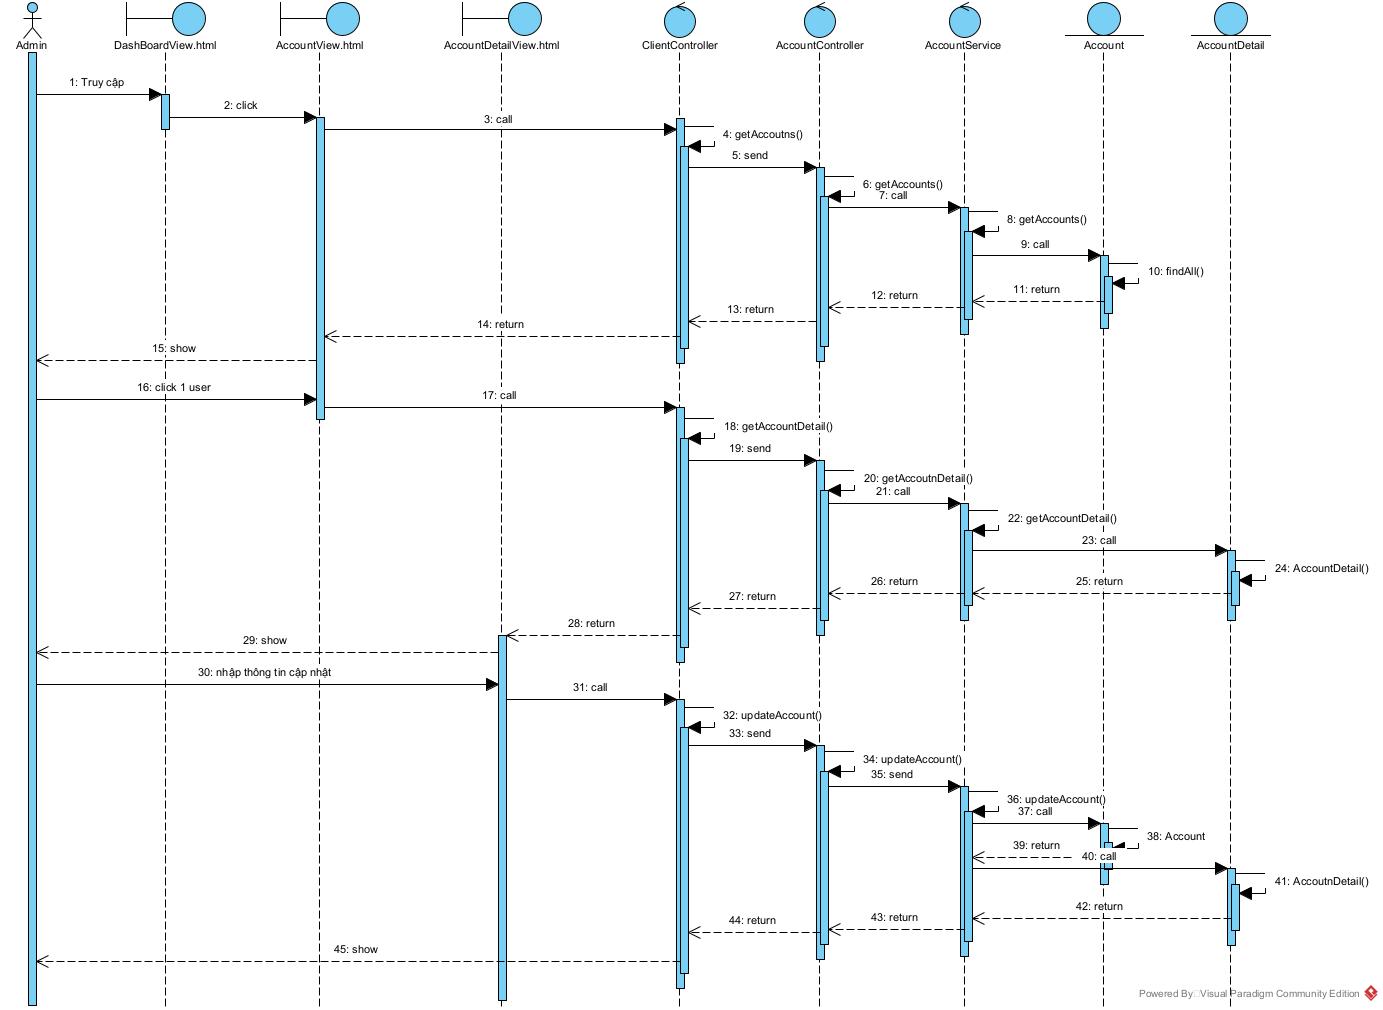 Admin
DashBoardView.html
AccountView.html
AccountDetailView.html
ClientController
AccountController
AccountService
Account
AccountDetail
1: Truy cập
2: click
3: call
4: getAccoutns()
5: send
6: getAccounts()
7: call
8: getAccounts()
9: call
10: findAll()
11: return
12: return
13: return
14: return
15: show
16: click 1 user
17: call
18: getAccountDetail()
19: send
20: getAccoutnDetail()
21: call
22: getAccountDetail()
23: call
24: AccountDetail()
25: return
26: return
27: return
28: return
29: show
30: nhập thông tin cập nhật
31: call
32: updateAccount()
33: send
34: updateAccount()
35: send
36: updateAccount()
37: call
38: Account
39: return
40: call
41: AccoutnDetail()
42: return
43: return
44: return
45: show
Powered By Visual Paradigm Community Edition